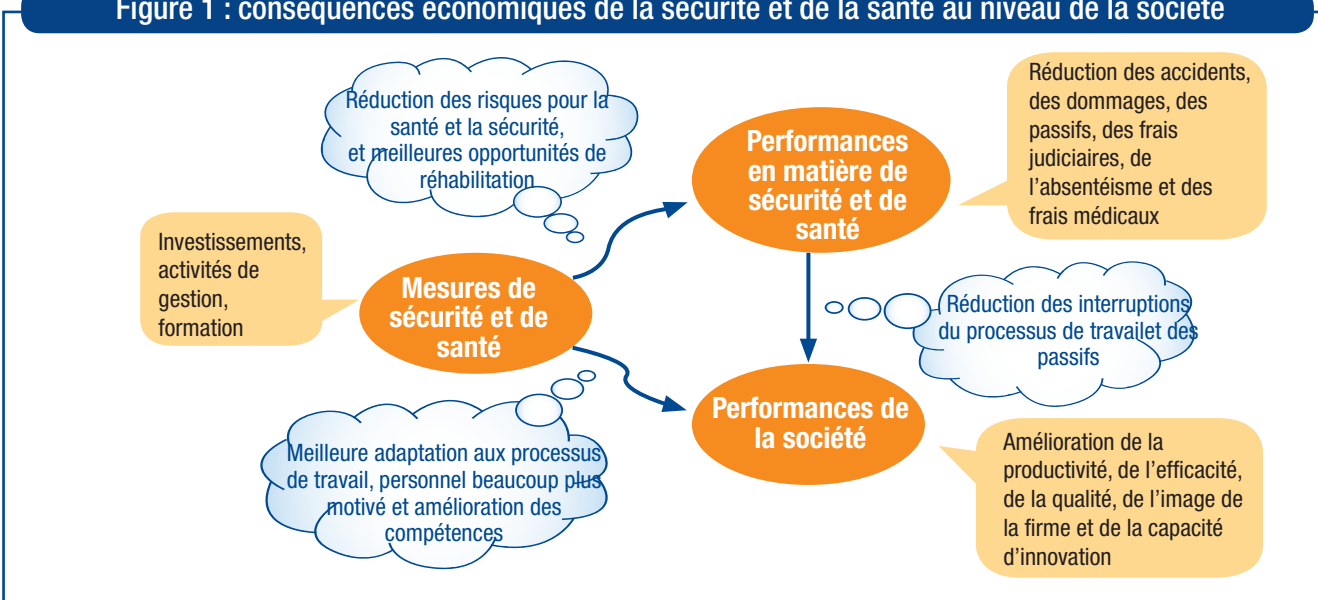 Figure 1 : conséquences économiques de la sécurité et de la santé au niveau de la société
Réduction des risques pour la
santé et la sécurité,
et meilleures opportunités de
réhabilitation
Performances
en matière de
sécurité et de
santé
Réduction des accidents,
des dommages, des
passifs, des frais
judiciaires, de
l’absentéisme et des
frais médicaux
Investissements,
activités de
gestion,
formation
Mesures de
sécurité et de
santé
Réduction des interruptions
du processus de travailet des
passifs
Performances de
la société
Meilleure adaptation aux processus
de travail, personnel beaucoup plus
motivé et amélioration des
compétences
Amélioration de la
productivité, de l’efficacité,
de la qualité, de l’image de
la firme et de la capacité
d’innovation